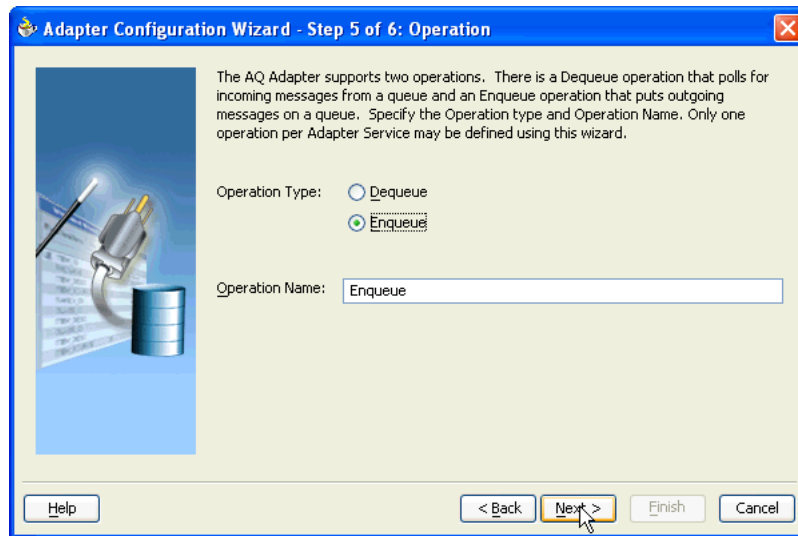 Adapter Configuration Wizard - Step 5 of 6: Operation
The AQ Adapter supports two operations. There is a Dequeue operation that polls for
incoming messages from a queue and an Enqueue operation that puts outgoing
messages on a queue. Specify the Operation type and Operation Name. Only one
operation per Adapter Service may be defined using this wizard.
Operation Type: Dequeue
Enqueue
Operation Name: Enqueue
Help < Back Next > Finish Cancel